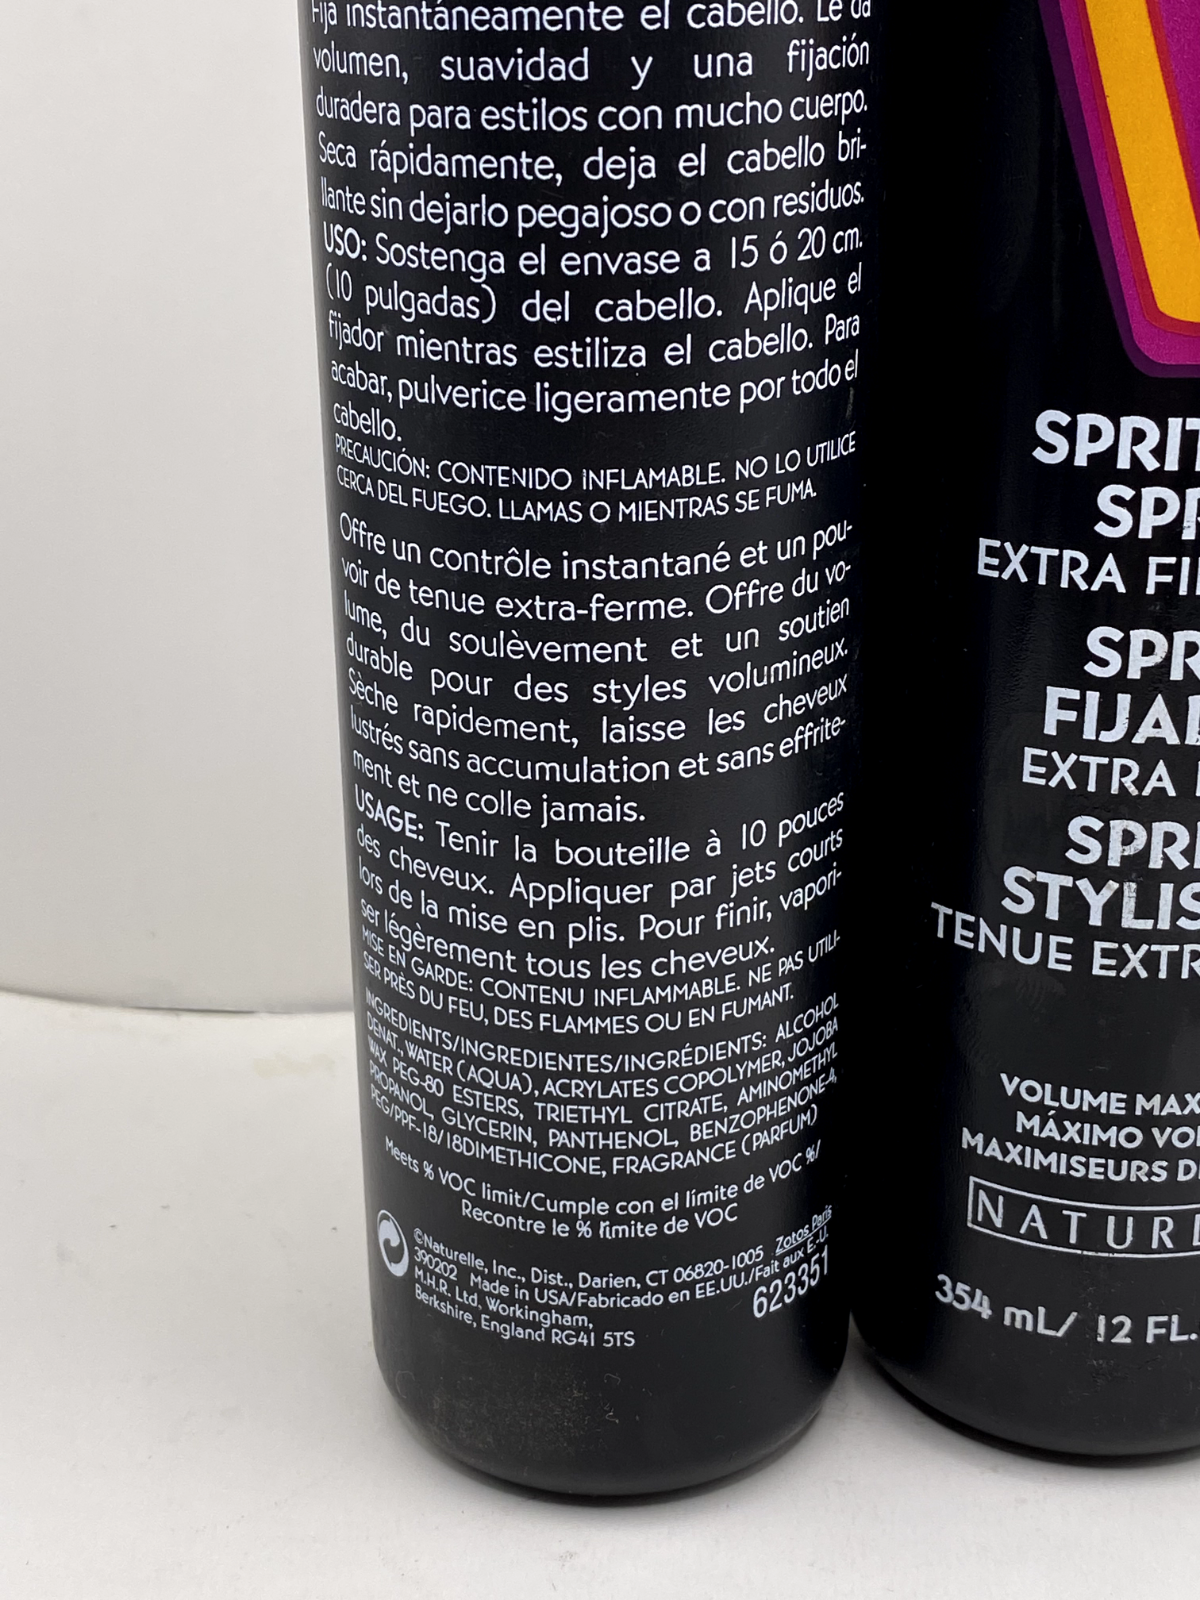 Fija instantáneamente el cabello. Le da
volumen, suavidad y una fijación
duradera para estilos con mucho cuerpo.
Seca rápidamente, deja el cabello bri-
llante sin dejarlo pegajoso o con residuos.
USO: Sostenga el envase a 15 ó 20 cm.
(10 pulgadas) del cabello. Aplique el
fijador mientras estiliza el cabello. Para
acabar, pulverice ligeramente por todo el
cabello.
PRECAUCIÓN: CONTENIDO INFLAMABLE. NO LO UTILICE
CERCA DEL FUEGO. LLAMAS O MIENTRAS SE FUMA.
Offre un contrôle instantané et un pou-
voir de tenue extra-ferme. Offre du vo-
lume, du soulèvement et un soutien
durable pour des styles volumineux.
Sèche rapidement, laisse les cheveux
lustrés sans accumulation et sans effrite-
ment et ne colle jamais.
USAGE: Tenir la bouteille à 10 pouces
des cheveux. Appliquer par jets courts
lors de la mise en plis. Pour finir, vapori-
ser légèrement tous les cheveux.
MISE EN GARDE: CONTENU INFLAMMABLE. NE PAS UTILI-
SER PRÈS DU FEU, DES FLAMMES OU EN FUMANT.
INGREDIENTS/INGREDIENTES/INGRÉDIENTS: ALCOHOL
DENAT., WATER (AQUA), ACRYLATES COPOLYMER, JOJOBA
WAX PEG-80 ESTERS, TRIETHYL CITRATE, AMINOMETHYL
PROPANOL, GLYCERIN, PANTHENOL, BENZOPHENONE-4,
PEG/PPF-18/18DIMETHICONE, FRAGRANCE (PARFUM)
Meets % VOC limit/Cumple con el límite de VOC %/
Recontre le % límite de VOC
©Naturelle, Inc., Dist., Darien, CT 06820-1005 Zotos Paris
390202 Made in USA/Fabricado en EE.UU./Fait aux E.-U.
M.H.R. Ltd, Workingham,
Berkshire, England RG41 5TS
623351
SPRIT
SPR
EXTRA FI
SPR
FIJA
EXTRA
SPRI
STYLIS
TENUE EXTR
VOLUME MAX
MÁXIMO VO
MAXIMISEURS D
NATUR
354 mL/ 12 FL.